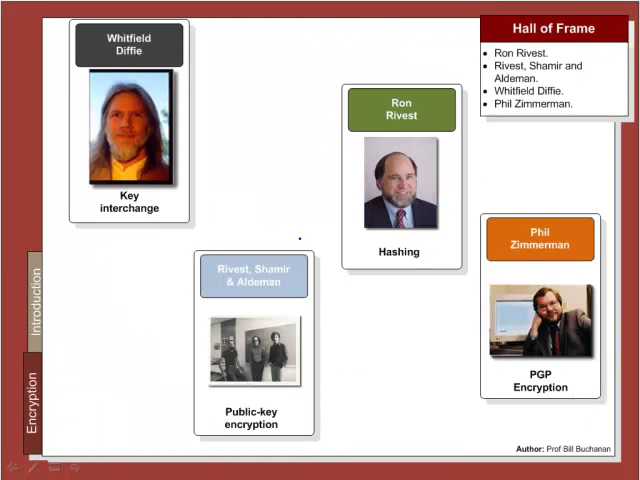 Whitfield
Diffie
Key
interchange
Rivest, Shamir
& Aldeman
Public-key
encryption
Ron
Rivest
Hashing
Hall of Frame
Ron Rivest.
Rivest, Shamir and
Aldeman.
Whitfield Diffie.
Phil Zimmerman.
Phil
Zimmerman
PGP
Encryption
Introduction
Encryption
Author: Prof Bill Buchanan